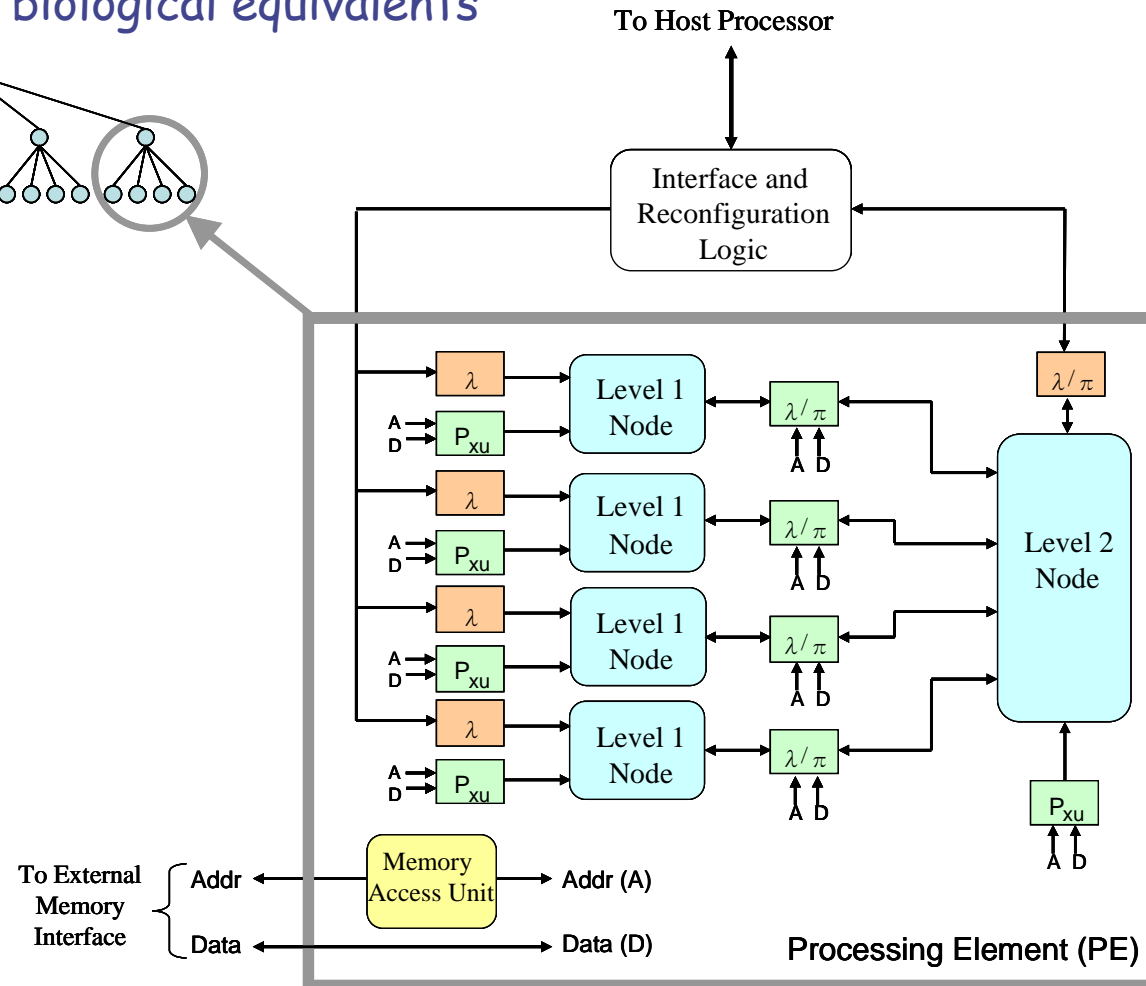 biological equivalents
To Host Processor
Interface and
Reconfiguration
Logic
λ
Level 1
Node
A
D
Pxu
λ/π
A D
λ/π
λ
Level 1
Node
A
D
Pxu
λ/π
A D
Level 2
Node
λ
Level 1
Node
A
D
Pxu
λ/π
A D
λ
Level 1
Node
A
D
Pxu
λ/π
A D
Pxu
A D
To External
Memory
Interface
Addr
Memory
Access Unit
Addr (A)
Data
Data (D)
Processing Element (PE)